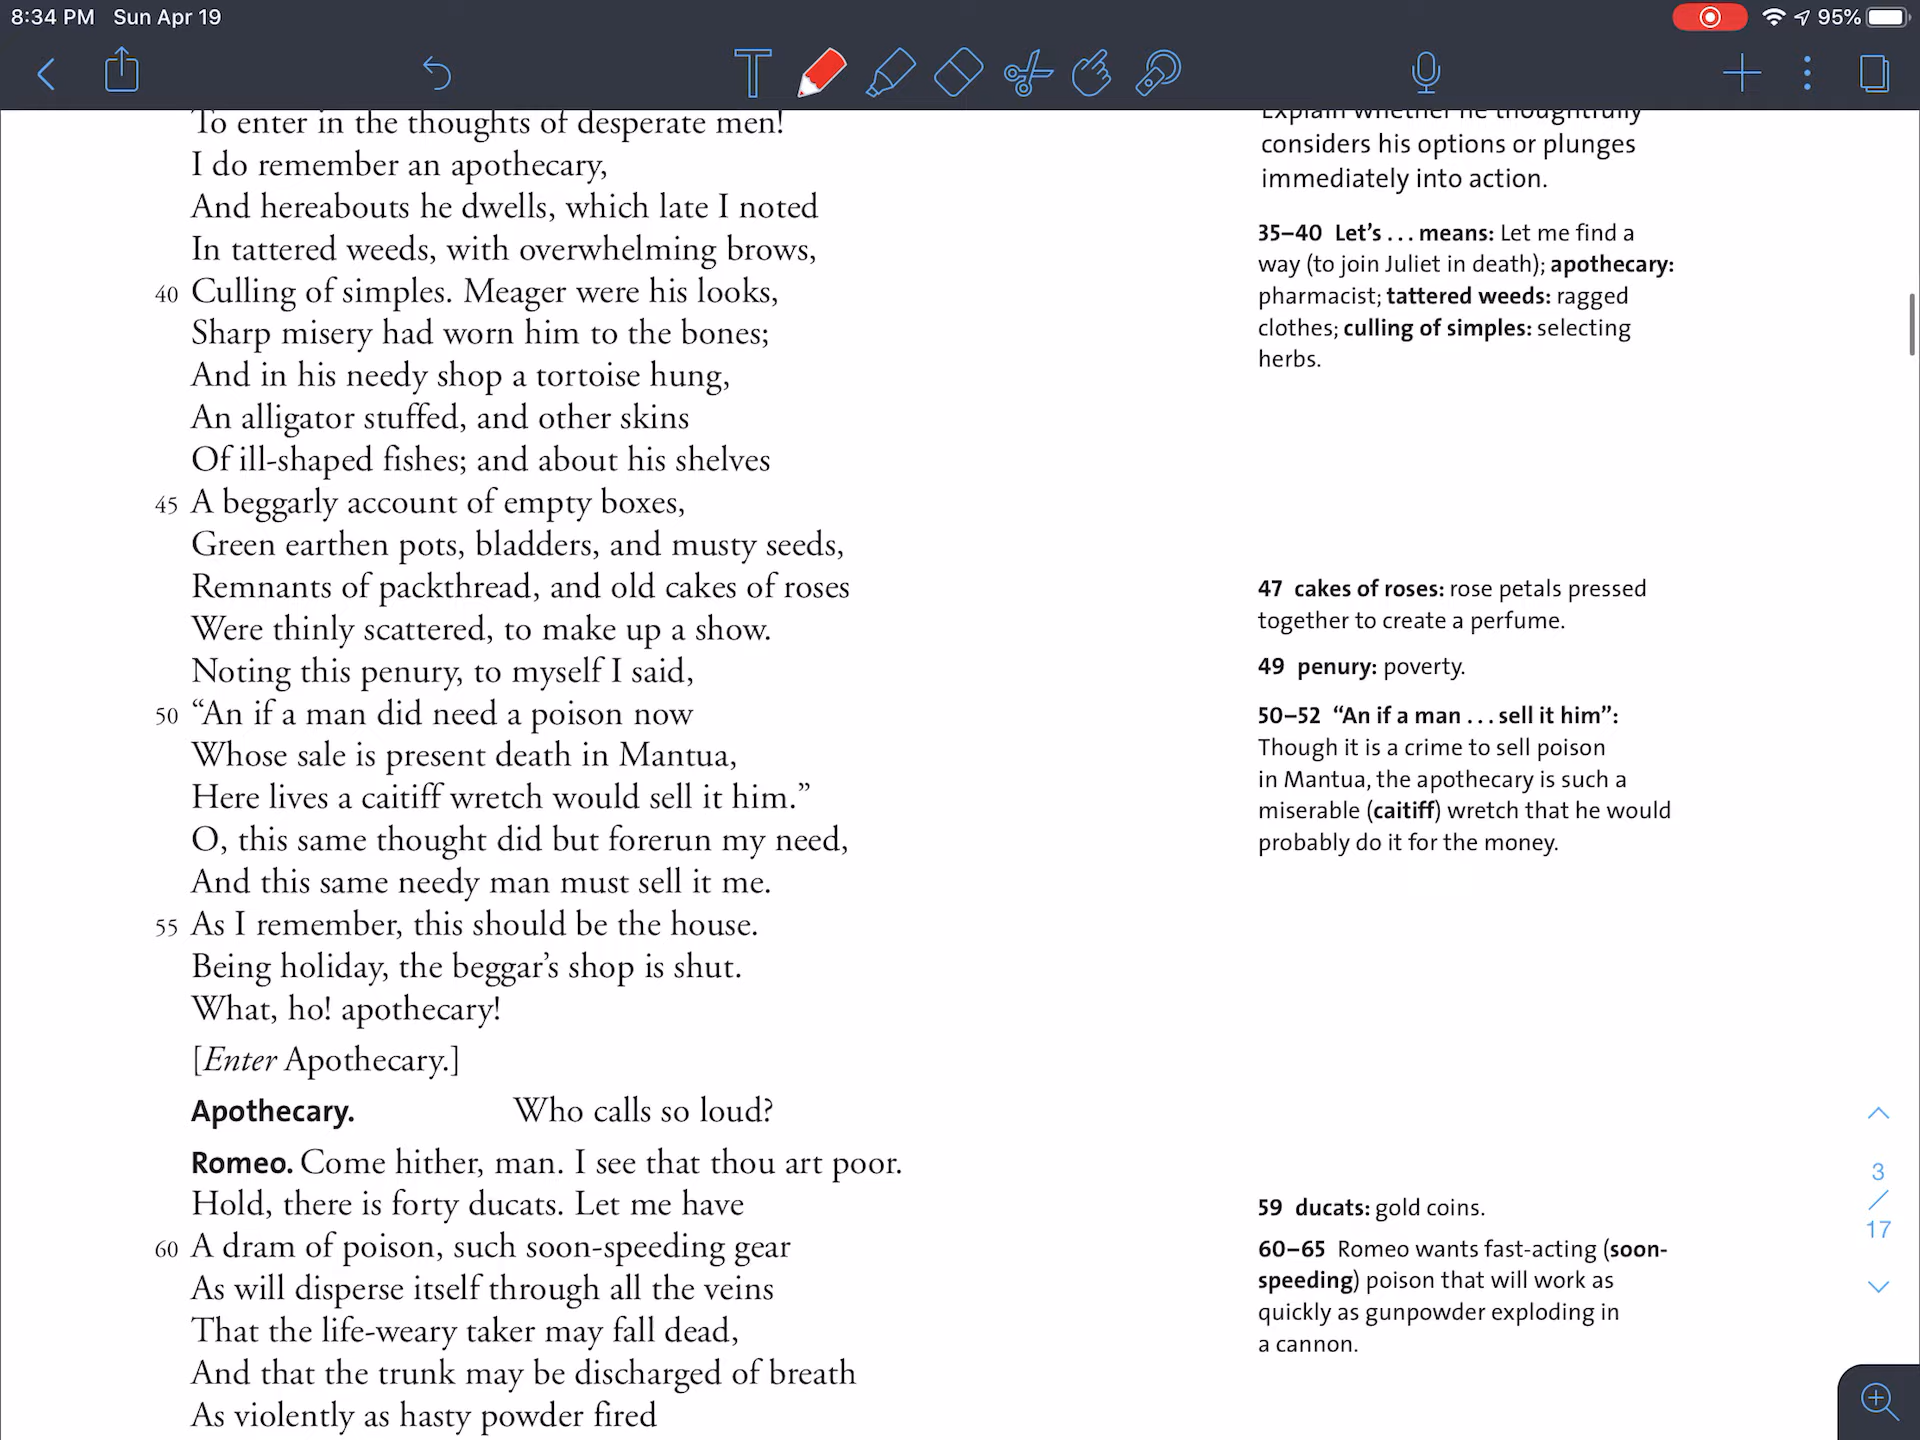 8:34 PM Sun Apr 19
95%
To enter in the thoughts of desperate men!
I do remember an apothecary,
And hereabouts he dwells, which late I noted
In tattered weeds, with overwhelming brows,
40 Culling of simples. Meager were his looks,
Sharp misery had worn him to the bones;
And in his needy shop a tortoise hung,
An alligator stuffed, and other skins
Of ill-shaped fishes; and about his shelves
45 A beggarly account of empty boxes,
Green earthen pots, bladders, and musty seeds,
Remnants of packthread, and old cakes of roses
Were thinly scattered, to make up a show.
Noting this penury, to myself I said,
50 “An if a man did need a poison now
Whose sale is present death in Mantua,
Here lives a caitiff wretch would sell it him.”
O, this same thought did but forerun my need,
And this same needy man must sell it me.
55 As I remember, this should be the house.
Being holiday, the beggar’s shop is shut.
What, ho! apothecary!
[Enter Apothecary.]
Apothecary. Who calls so loud?
Romeo. Come hither, man. I see that thou art poor.
Hold, there is forty ducats. Let me have
60 A dram of poison, such soon-speeding gear
As will disperse itself through all the veins
That the life-weary taker may fall dead,
And that the trunk may be discharged of breath
As violently as hasty powder fired
Explain whether he thoughtfully
considers his options or plunges
immediately into action.
35–40 Let’s . . . means: Let me find a
way (to join Juliet in death); apothecary:
pharmacist; tattered weeds: ragged
clothes; culling of simples: selecting
herbs.
47 cakes of roses: rose petals pressed
together to create a perfume.
49 penury: poverty.
50–52 “An if a man . . . sell it him”:
Though it is a crime to sell poison
in Mantua, the apothecary is such a
miserable (caitiff) wretch that he would
probably do it for the money.
59 ducats: gold coins.
60–65 Romeo wants fast-acting (soon-
speeding) poison that will work as
quickly as gunpowder exploding in
a cannon.
3
/
17